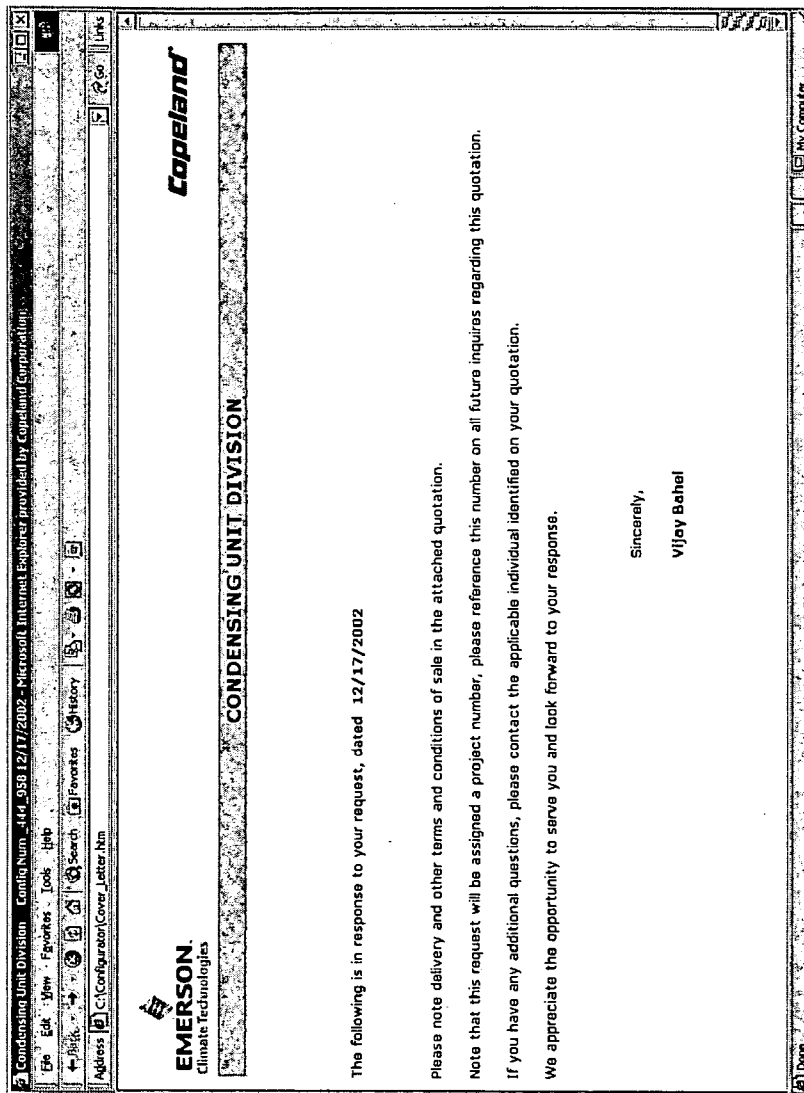 Condensing Unit Division Config Num _444_958 12/17/2002 - Microsoft Internet Explorer provided by Copeland Corporation
File Edit View Favorites Tools Help
Back Search Favorites History
Address C:\Configurator\Cover_Letter.htm Go Links
EMERSON.
Climate Technologies
Copeland
CONDENSING UNIT DIVISION
The following is in response to your request, dated 12/17/2002
Please note delivery and other terms and conditions of sale in the attached quotation.
Note that this request will be assigned a project number, please reference this number on all future inquires regarding this quotation.
If you have any additional questions, please contact the applicable individual identified on your quotation.
We appreciate the opportunity to serve you and look forward to your response.
Sincerely,
Vijay Bahel
Done My Computer